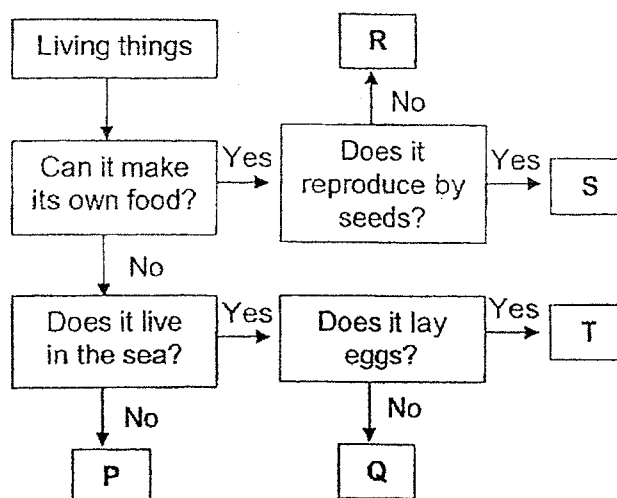 Living things
R
No
Can it make
its own food?
Yes
Does it
reproduce by
seeds?
Yes
S
No
Does it live
in the sea?
Yes
Does it lay
eggs?
Yes
T
No
P
No
Q